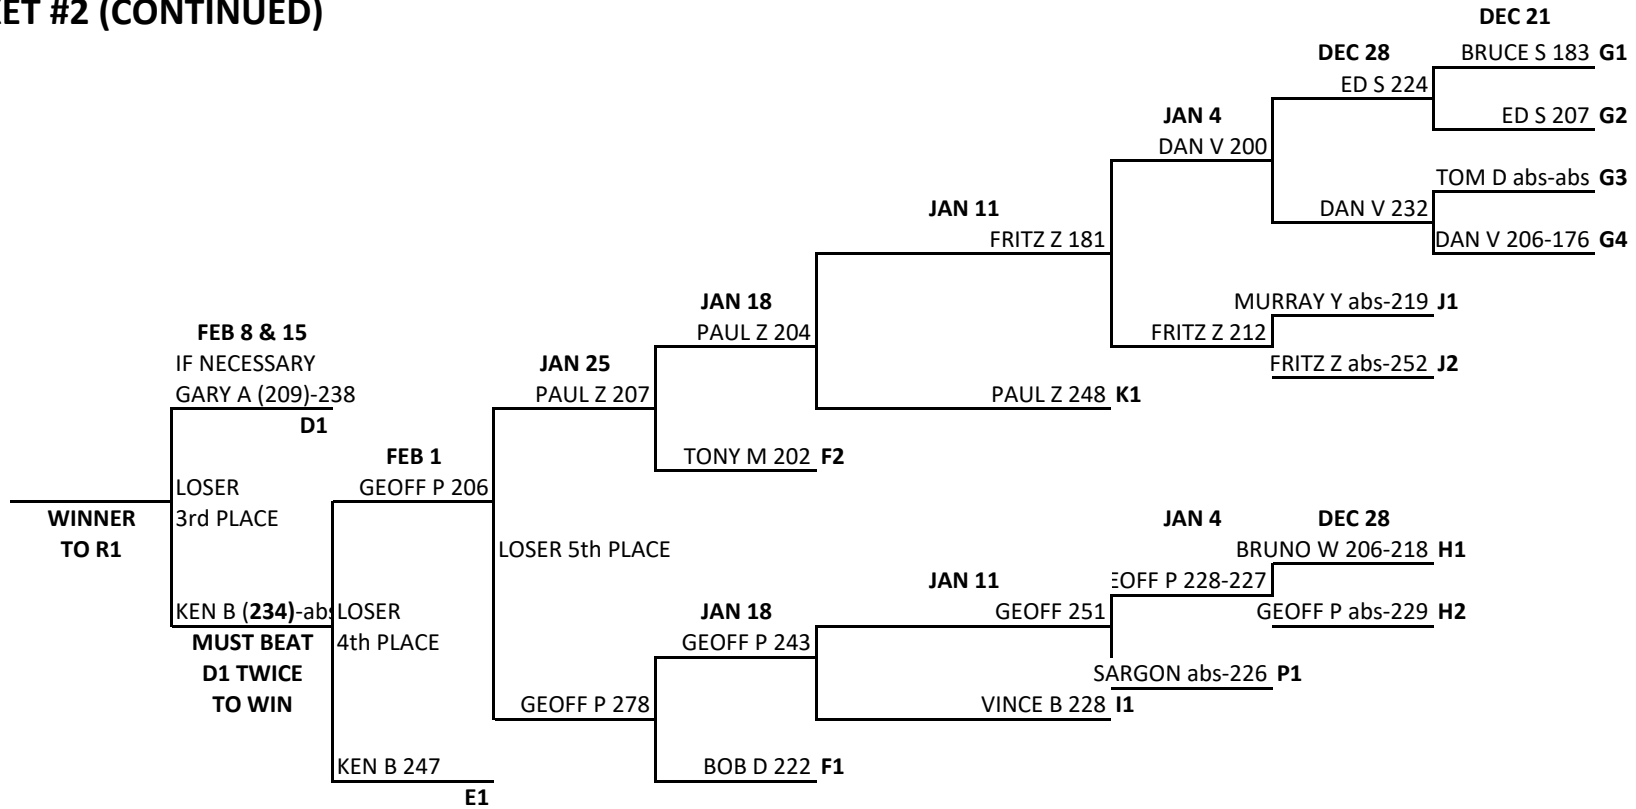 KET #2 (CONTINUED)
DEC 21
DEC 28
BRUCE S 183 G1
ED S 224
JAN 4
ED S 207 G2
DAN V 200
TOM D abs-abs G3
JAN 11
DAN V 232
FRITZ Z 181
DAN V 206-176 G4
JAN 18
MURRAY Y abs-219 J1
FEB 8 & 15
PAUL Z 204
FRITZ Z 212
IF NECESSARY
JAN 25
FRITZ Z abs-252 J2
GARY A (209)-238
PAUL Z 207
PAUL Z 248 K1
D1
FEB 1
TONY M 202 F2
LOSER
GEOFF P 206
WINNER
3rd PLACE
JAN 4
DEC 28
TO R1
LOSER 5th PLACE
BRUNO W 206-218 H1
JAN 11
EOFF P 228-227
KEN B (234)-abs
LOSER
JAN 18
GEOFF 251
GEOFF P abs-229 H2
MUST BEAT
4th PLACE
GEOFF P 243
D1 TWICE
SARGON abs-226 P1
TO WIN
GEOFF P 278
VINCE B 228 I1
KEN B 247
BOB D 222 F1
E1